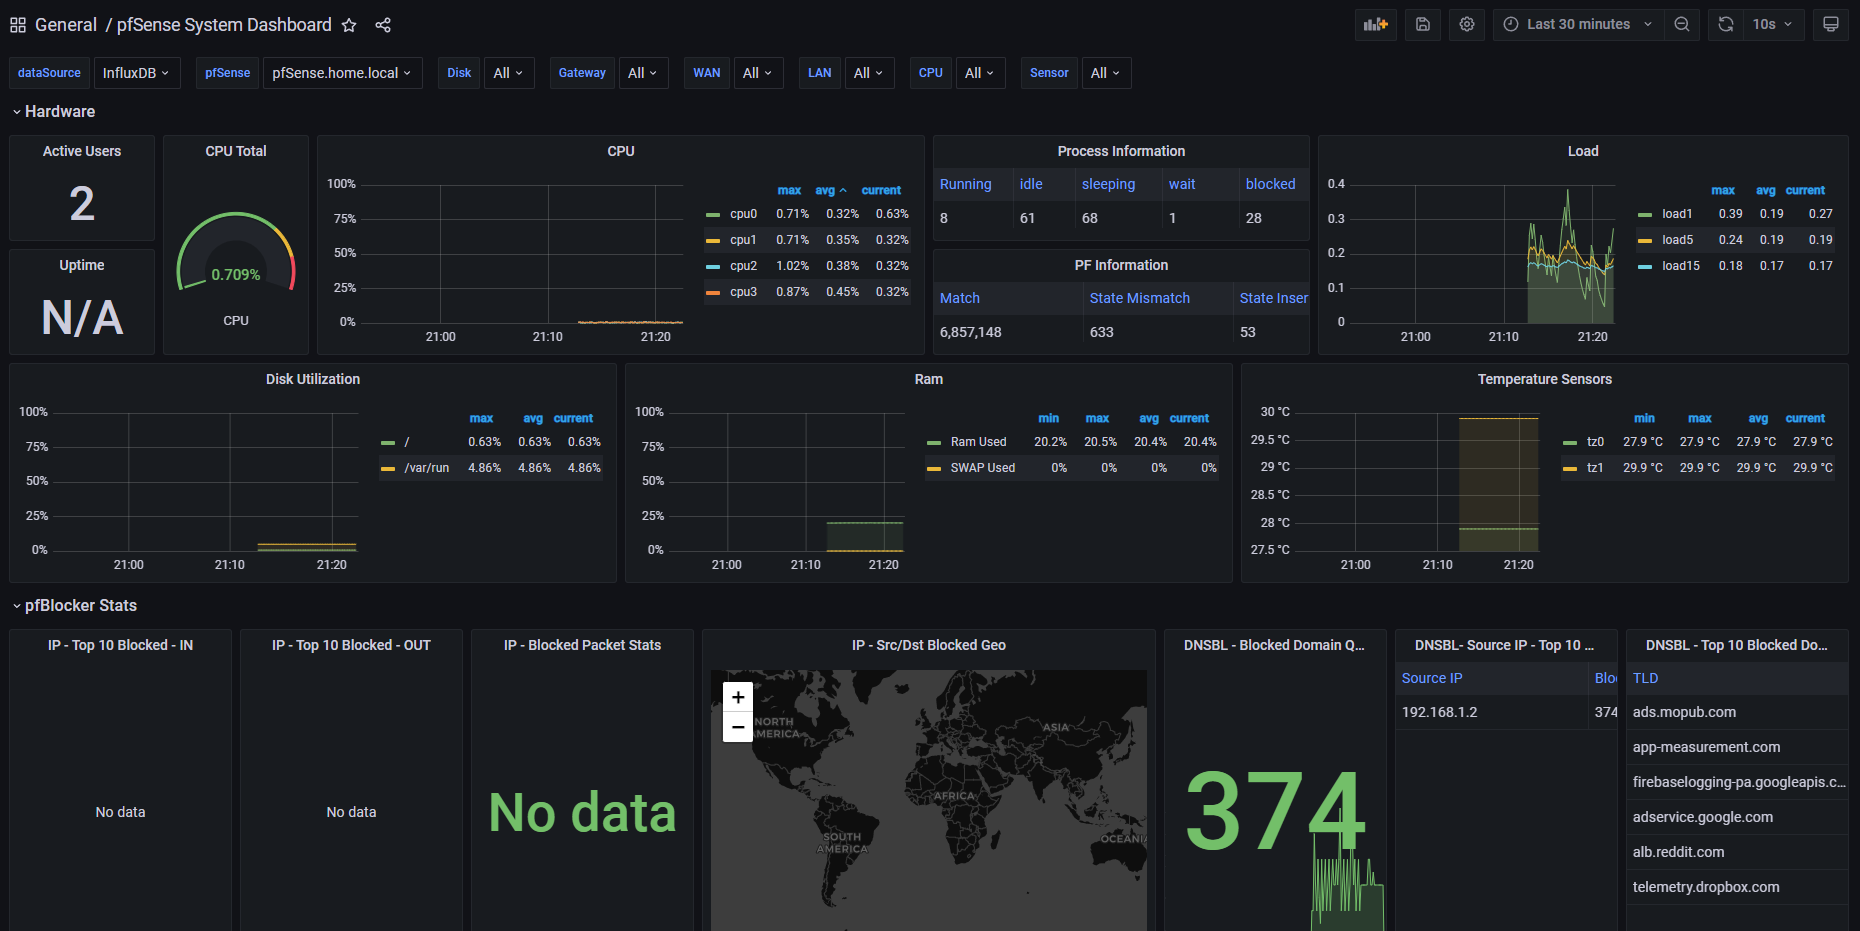 General / pfSense System Dashboard
Last 30 minutes
10s
dataSource InfluxDB pfSense pfSense.home.local Disk All Gateway All WAN All LAN All CPU All Sensor All
Hardware
Active Users
2
Uptime
N/A
CPU Total
0.709%
CPU
CPU
100%
75%
50%
25%
0%
21:00 21:10 21:20
max avg current
cpu0 0.71% 0.32% 0.63%
cpu1 0.71% 0.35% 0.32%
cpu2 1.02% 0.38% 0.32%
cpu3 0.87% 0.45% 0.32%
Process Information
Running idle sleeping wait blocked
8 61 68 1 28
PF Information
Match State Mismatch State Inser
6,857,148 633 53
Load
0.4
0.3
0.2
0.1
0
21:00 21:10 21:20
max avg current
load1 0.39 0.19 0.27
load5 0.24 0.19 0.19
load15 0.18 0.17 0.17
Disk Utilization
100%
75%
50%
25%
0%
21:00 21:10 21:20
max avg current
/ 0.63% 0.63% 0.63%
/var/run 4.86% 4.86% 4.86%
Ram
100%
75%
50%
25%
0%
21:00 21:10 21:20
min max avg current
Ram Used 20.2% 20.5% 20.4% 20.4%
SWAP Used 0% 0% 0% 0%
Temperature Sensors
30 °C
29.5 °C
29 °C
28.5 °C
28 °C
27.5 °C
21:00 21:10 21:20
min max avg current
tz0 27.9 °C 27.9 °C 27.9 °C 27.9 °C
tz1 29.9 °C 29.9 °C 29.9 °C 29.9 °C
pfBlocker Stats
IP - Top 10 Blocked - IN
No data
IP - Top 10 Blocked - OUT
No data
IP - Blocked Packet Stats
No data
IP - Src/Dst Blocked Geo
+
−
NORTH
AMERICA
ASIA
AFRICA
SOUTH
AMERICA
OCEANIA
DNSBL - Blocked Domain Q...
374
DNSBL- Source IP - Top 10 ...
Source IP Bloc
192.168.1.2 374
DNSBL - Top 10 Blocked Do...
TLD
ads.mopub.com
app-measurement.com
firebaselogging-pa.googleapis.c...
adservice.google.com
alb.reddit.com
telemetry.dropbox.com